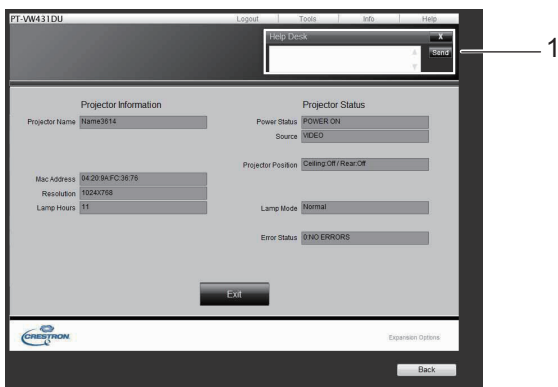 PT-VW431DU Logout Tools Info Help
Help Desk X
Send
1
Projector Information
Projector Name Name3614
Mac Address 04:20:9A:FC:36:76
Resolution 1024X768
Lamp Hours 11
Projector Status
Power Status POWER ON
Source VIDEO
Projector Position Ceiling:Off / Rear:Off
Lamp Mode Normal
Error Status 0:NO ERRORS
Exit
CRESTRON
Expansion Options
Back